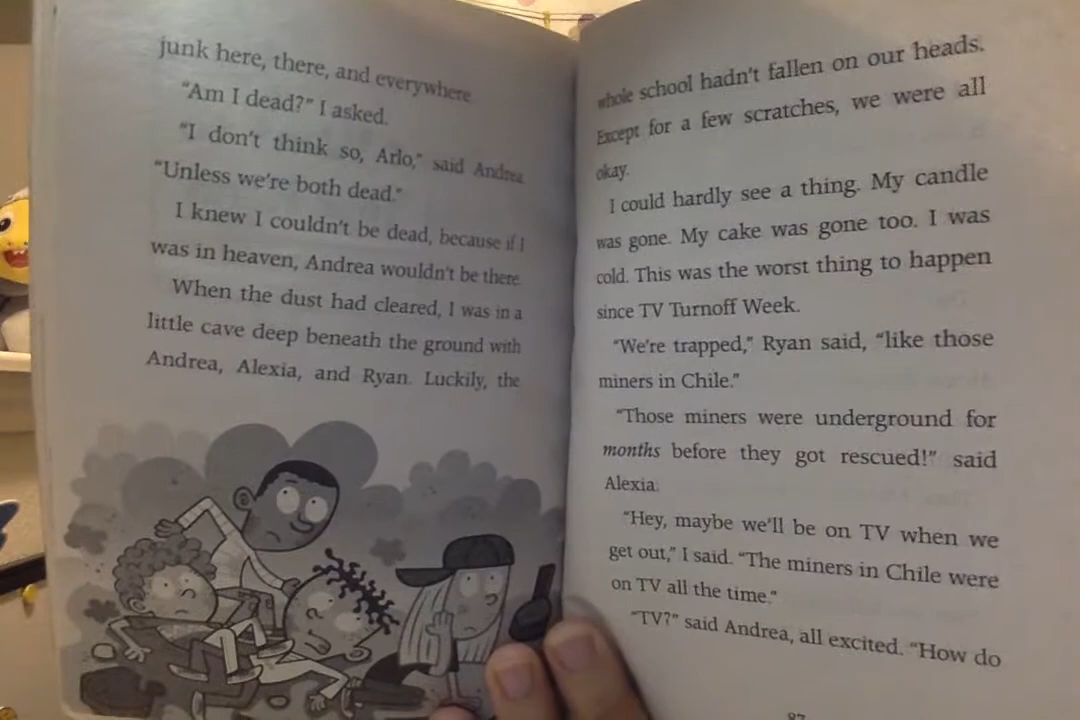 junk here, there, and everywhere.
"Am I dead?" I asked.
"I don't think so, Arlo," said Andrea.
"Unless we're both dead."
I knew I couldn't be dead, because if I
was in heaven, Andrea wouldn't be there.
When the dust had cleared, I was in a
little cave deep beneath the ground with
Andrea, Alexia, and Ryan. Luckily, the
whole school hadn't fallen on our heads.
Except for a few scratches, we were all
okay.
I could hardly see a thing. My candle
was gone. My cake was gone too. I was
cold. This was the worst thing to happen
since TV Turnoff Week.
"We're trapped," Ryan said, "like those
miners in Chile."
"Those miners were underground for
months before they got rescued!" said
Alexia.
"Hey, maybe we'll be on TV when we
get out," I said. "The miners in Chile were
on TV all the time."
"TV?" said Andrea, all excited. "How do
87